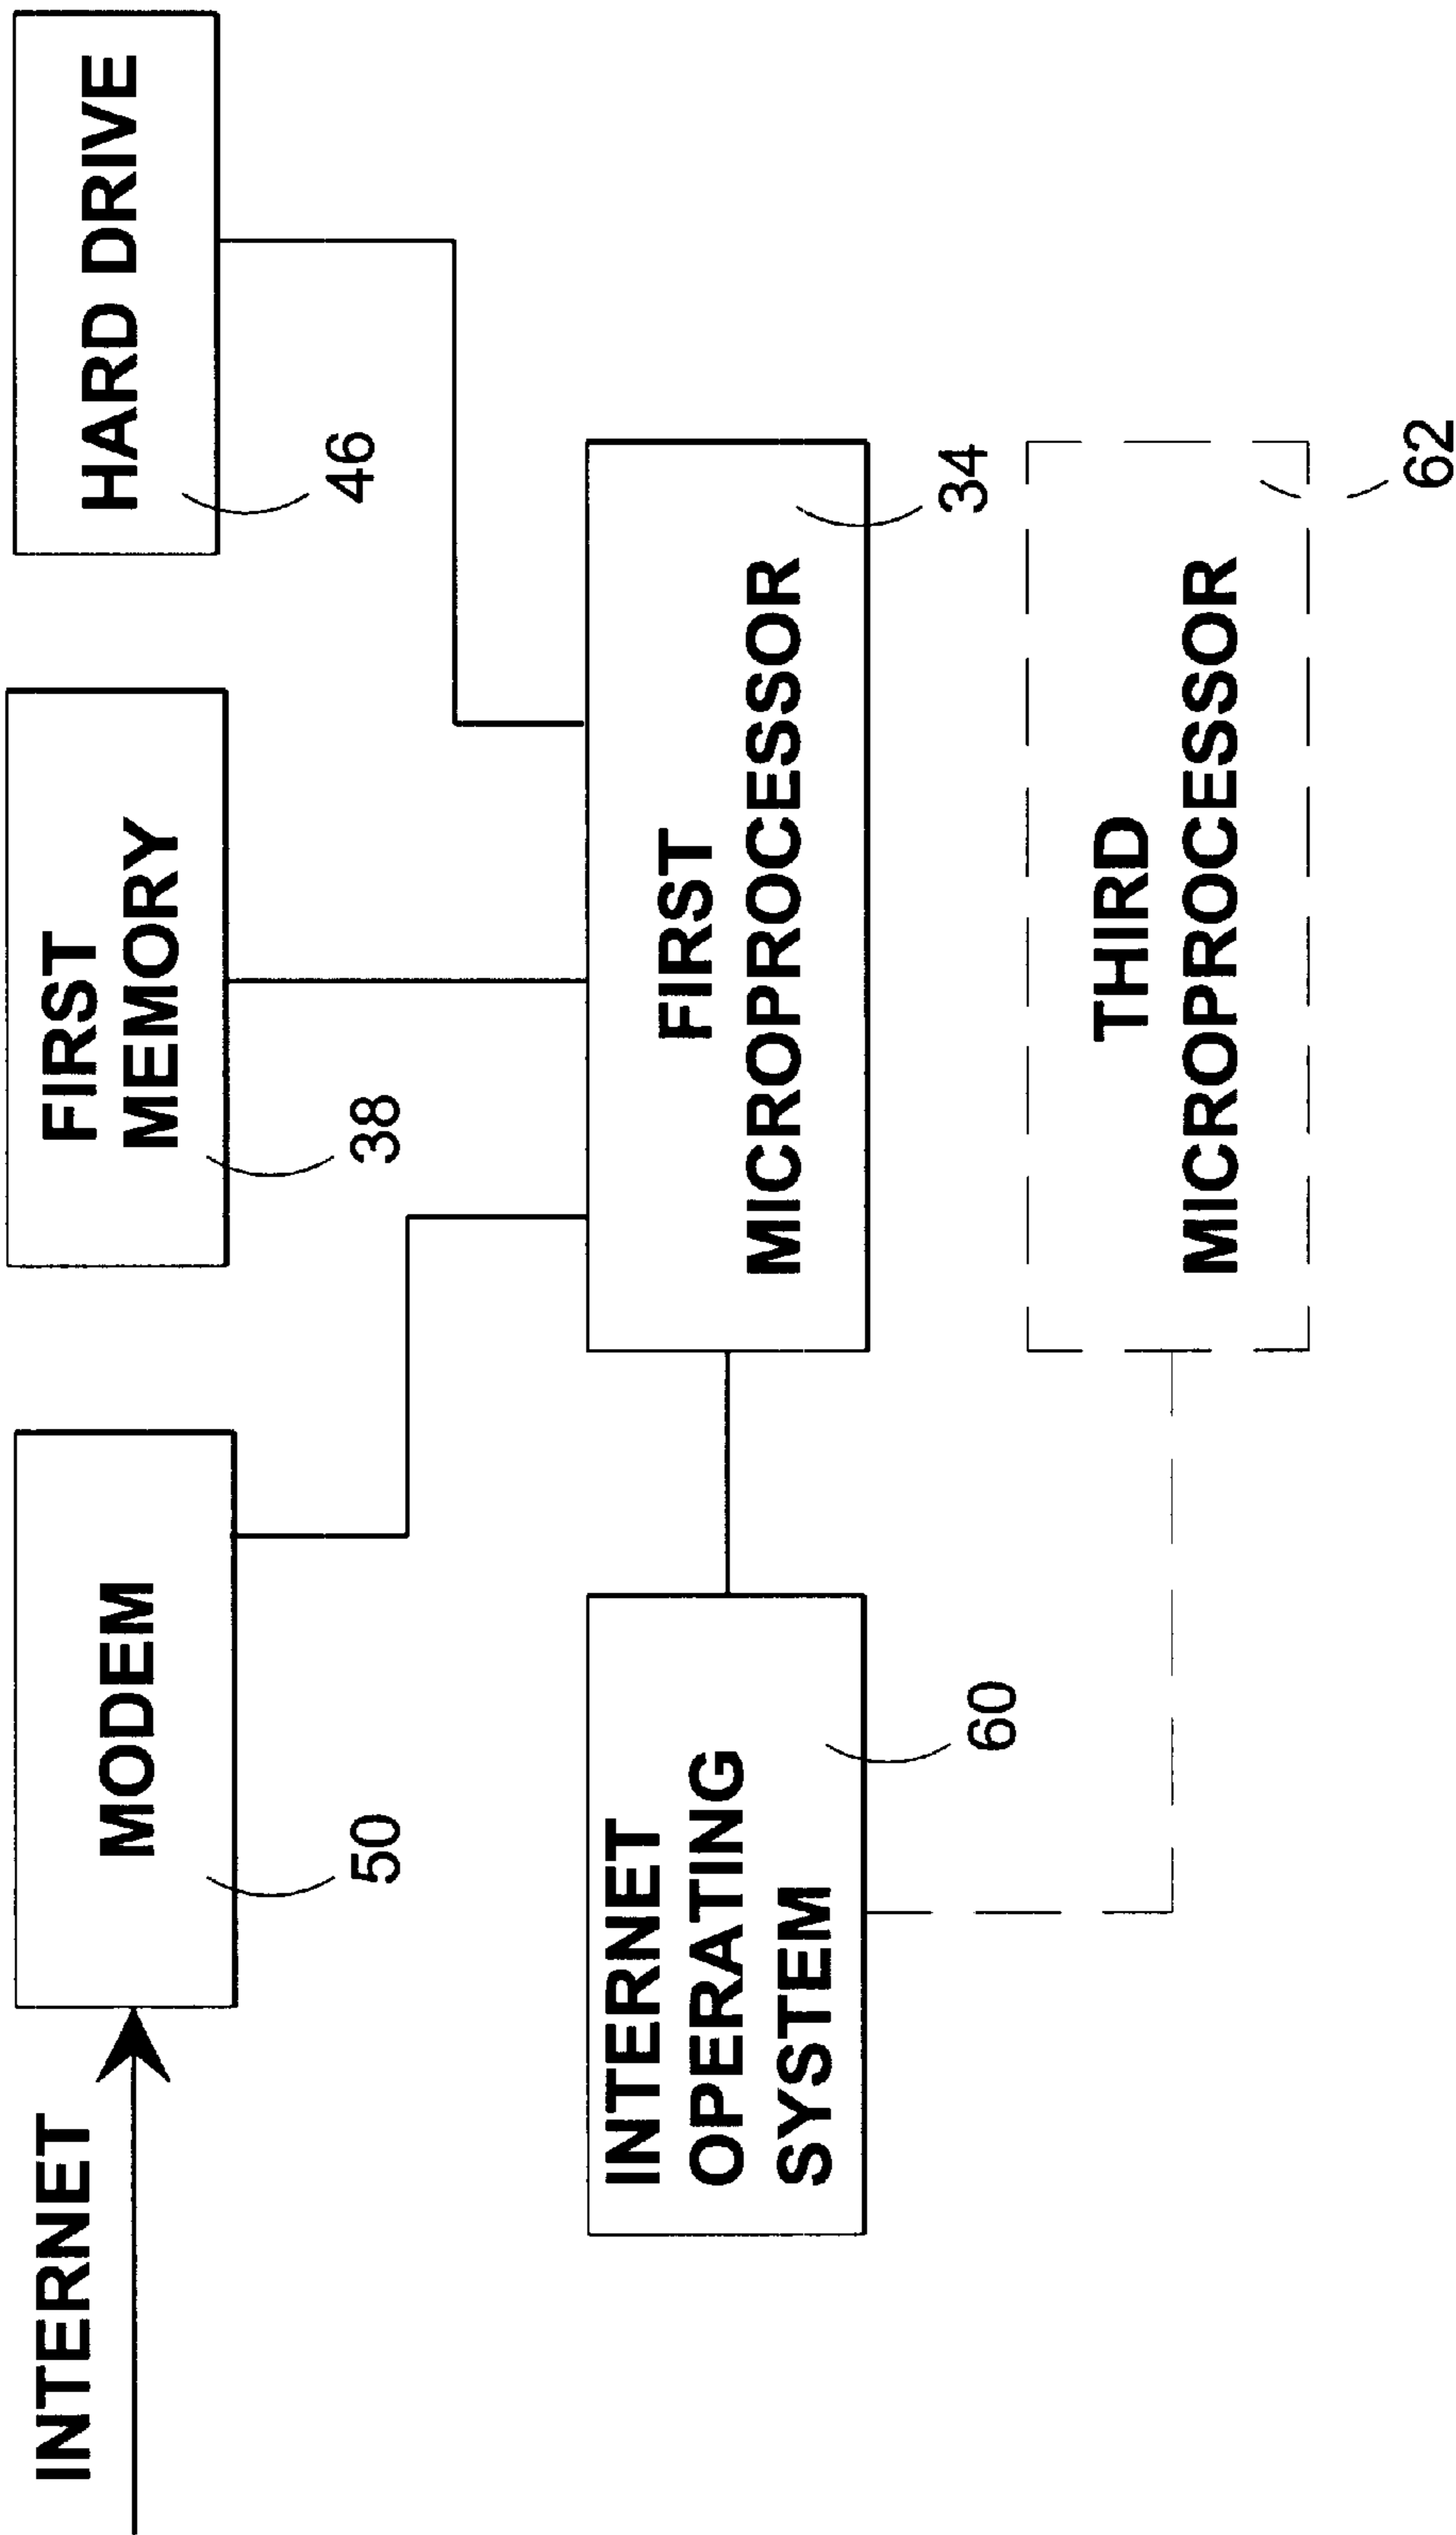 INTERNET
MODEM
50
FIRST
MEMORY
38
HARD DRIVE
46
INTERNET
OPERATING
SYSTEM
60
FIRST
MICROPROCESSOR
34
THIRD
MICROPROCESSOR
62